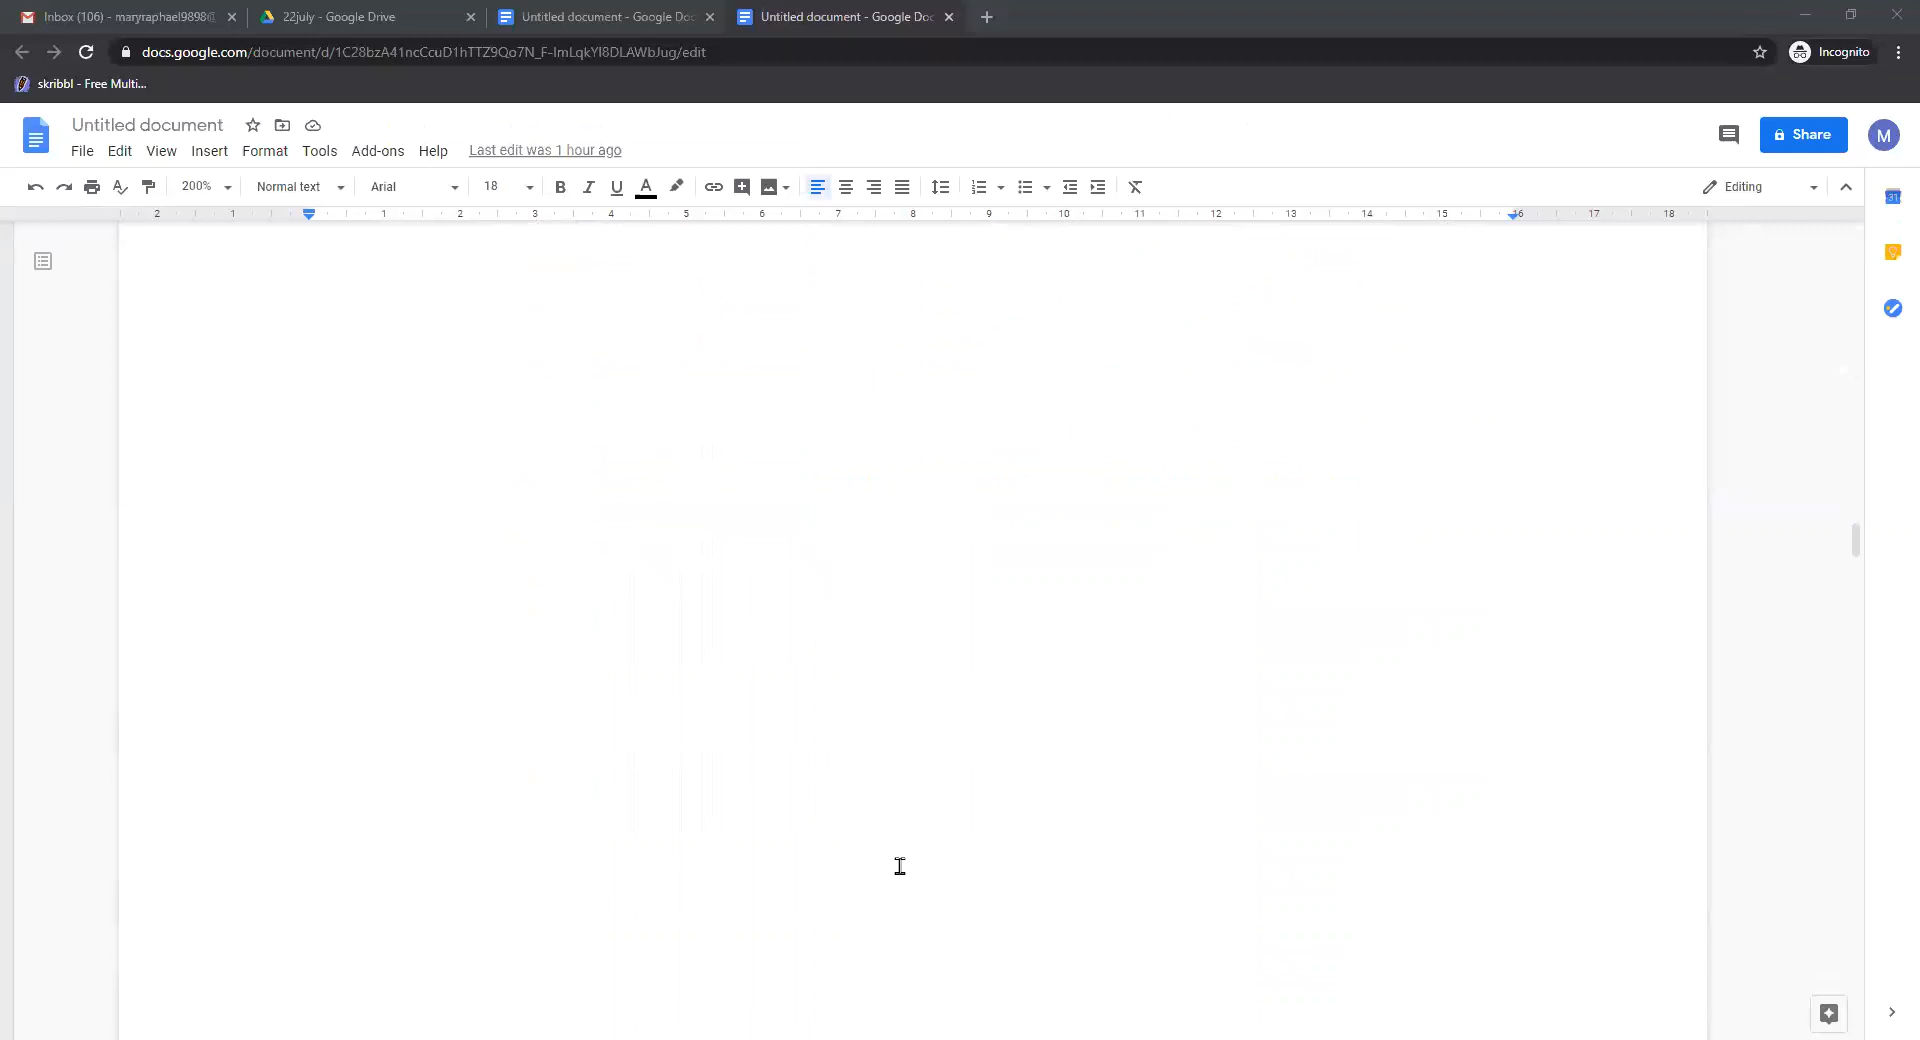 Inbox (106) - maryraphael9898@
22july - Google Drive
Untitled document - Google Doc
Untitled document - Google Doc
docs.google.com/document/d/1C28bzA41ncCcuD1hTTZ9Qo7N_F-lmLqkYl8DLAWbJug/edit
Incognito
skribbl - Free Multi...
Untitled document
File Edit View Insert Format Tools Add-ons Help Last edit was 1 hour ago
Share
M
200% Normal text Arial 18 B I U A
Editing
2 1 1 2 3 4 5 6 7 8 9 10 11 12 13 14 15 16 17 18
31